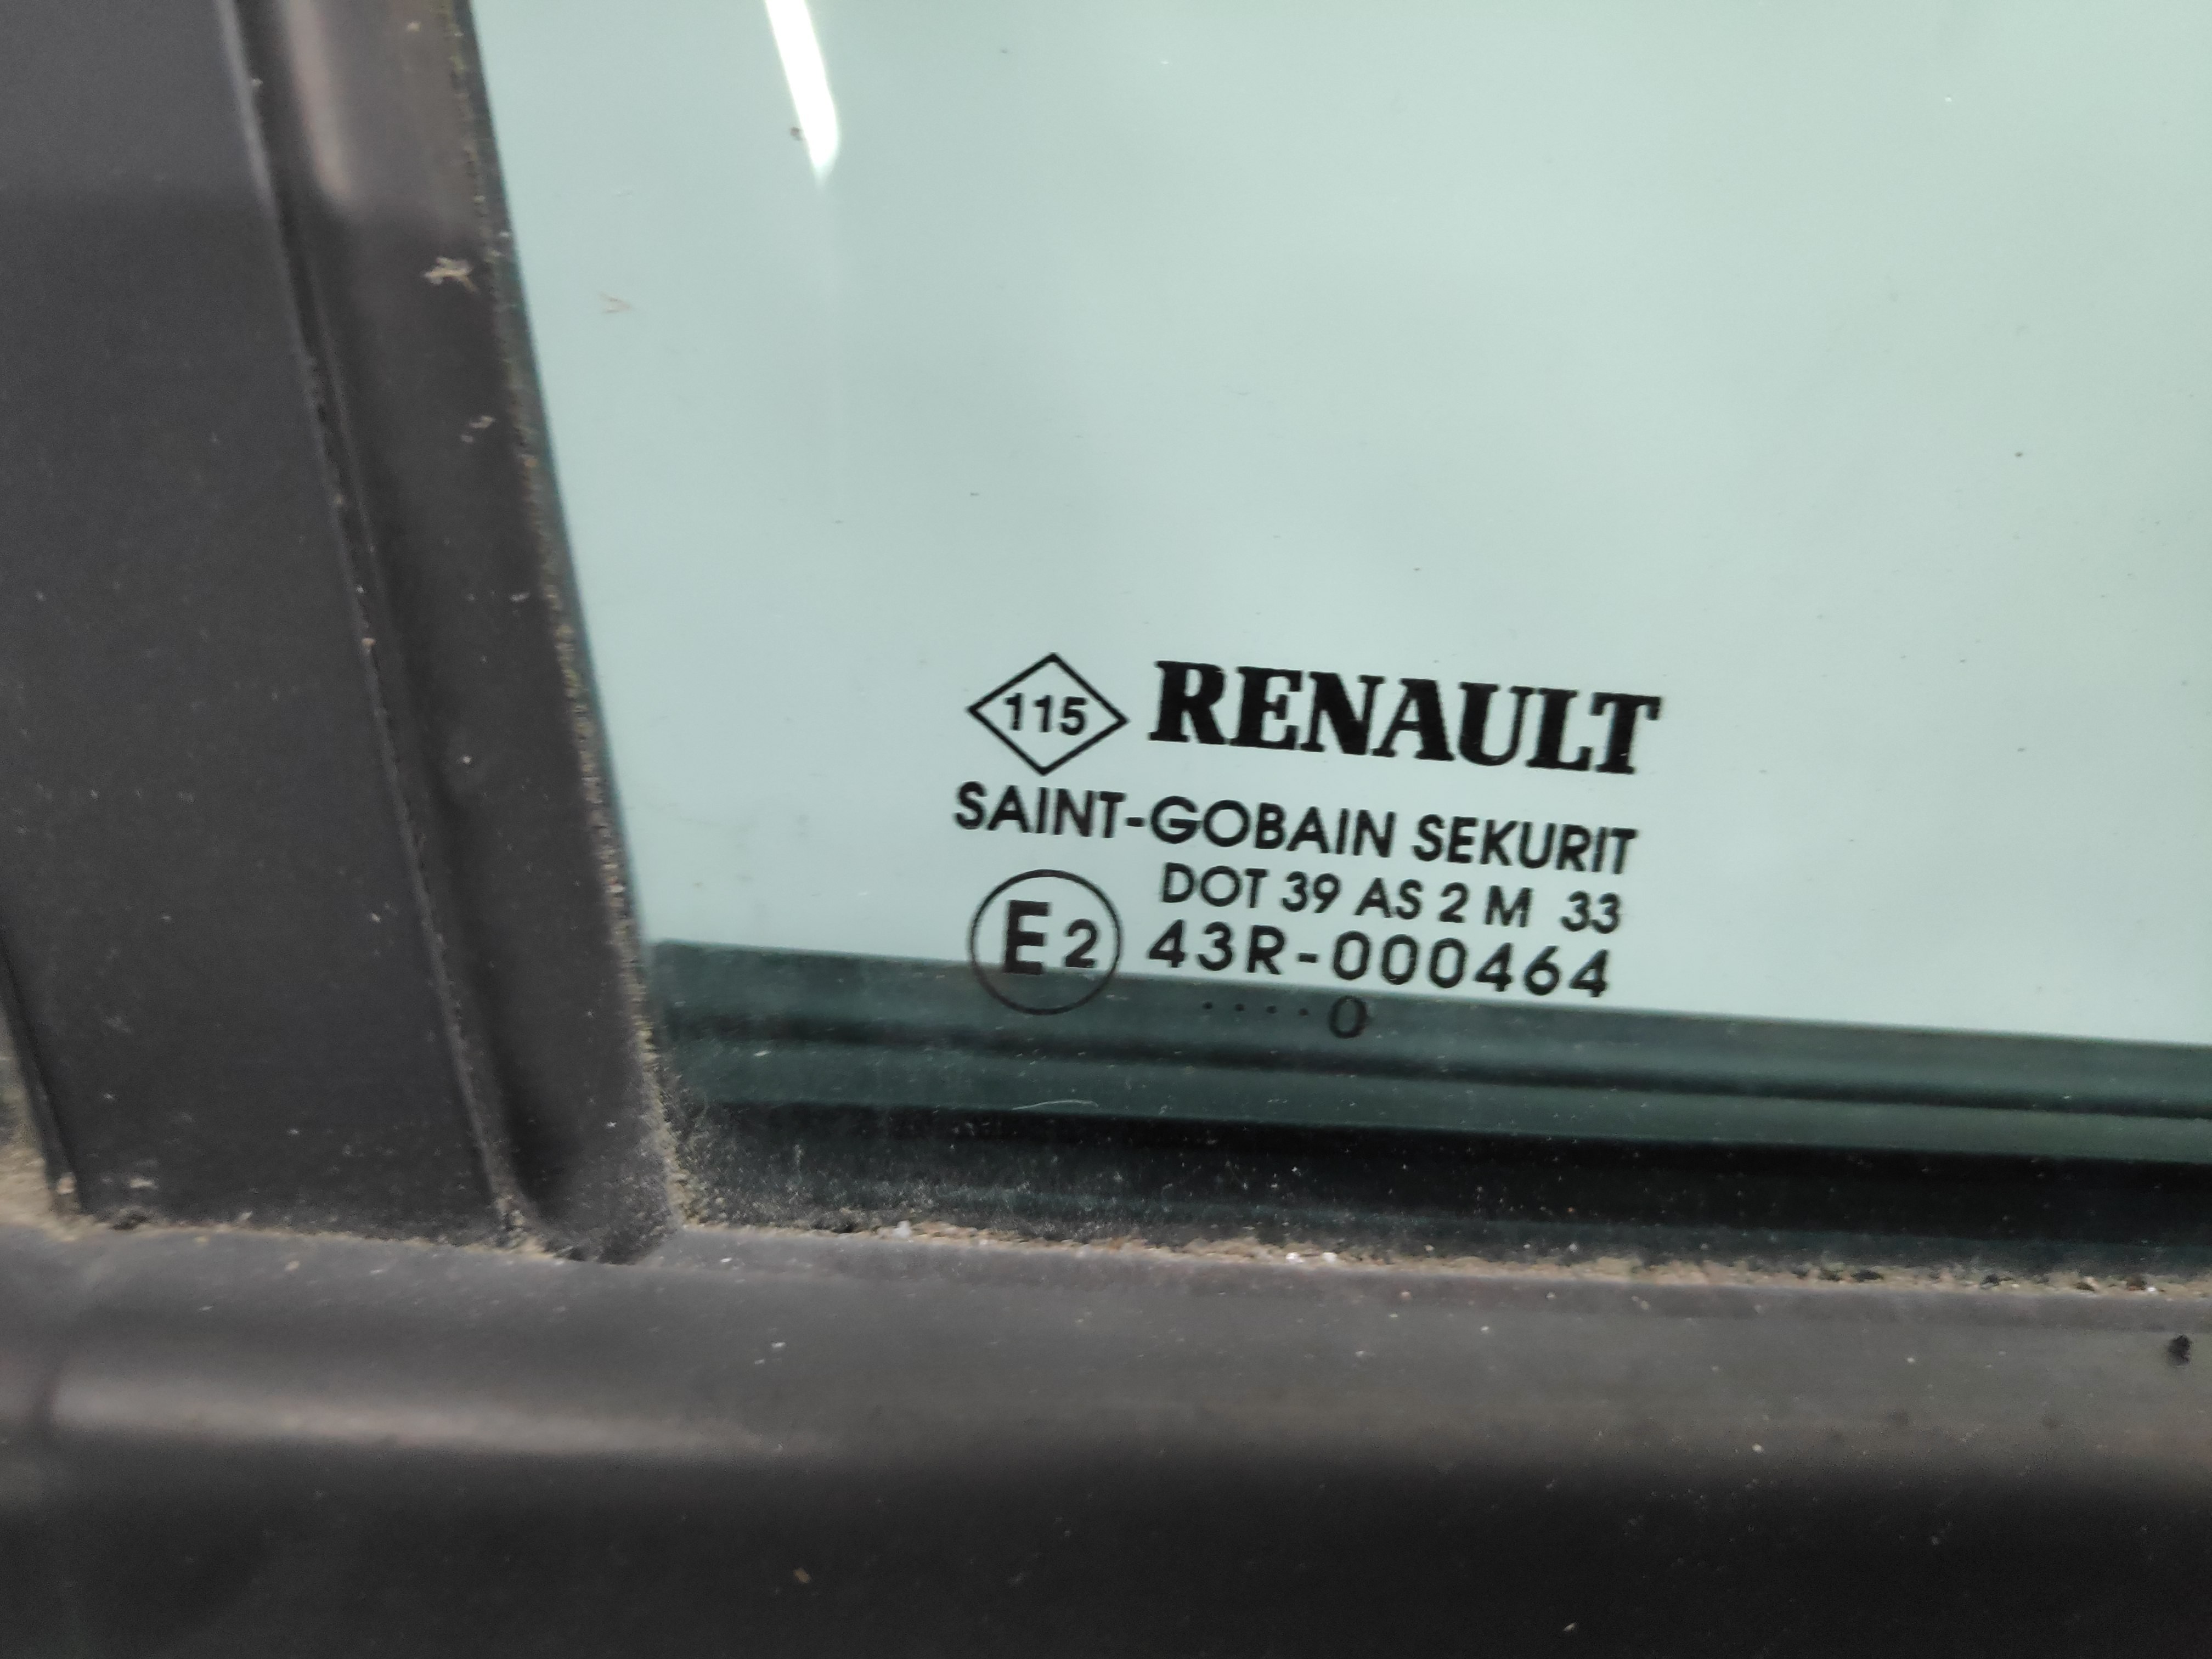 115 RENAULT
SAINT-GOBAIN SEKURIT
DOT 39 AS 2 M 33
E2 43R-000464
....0